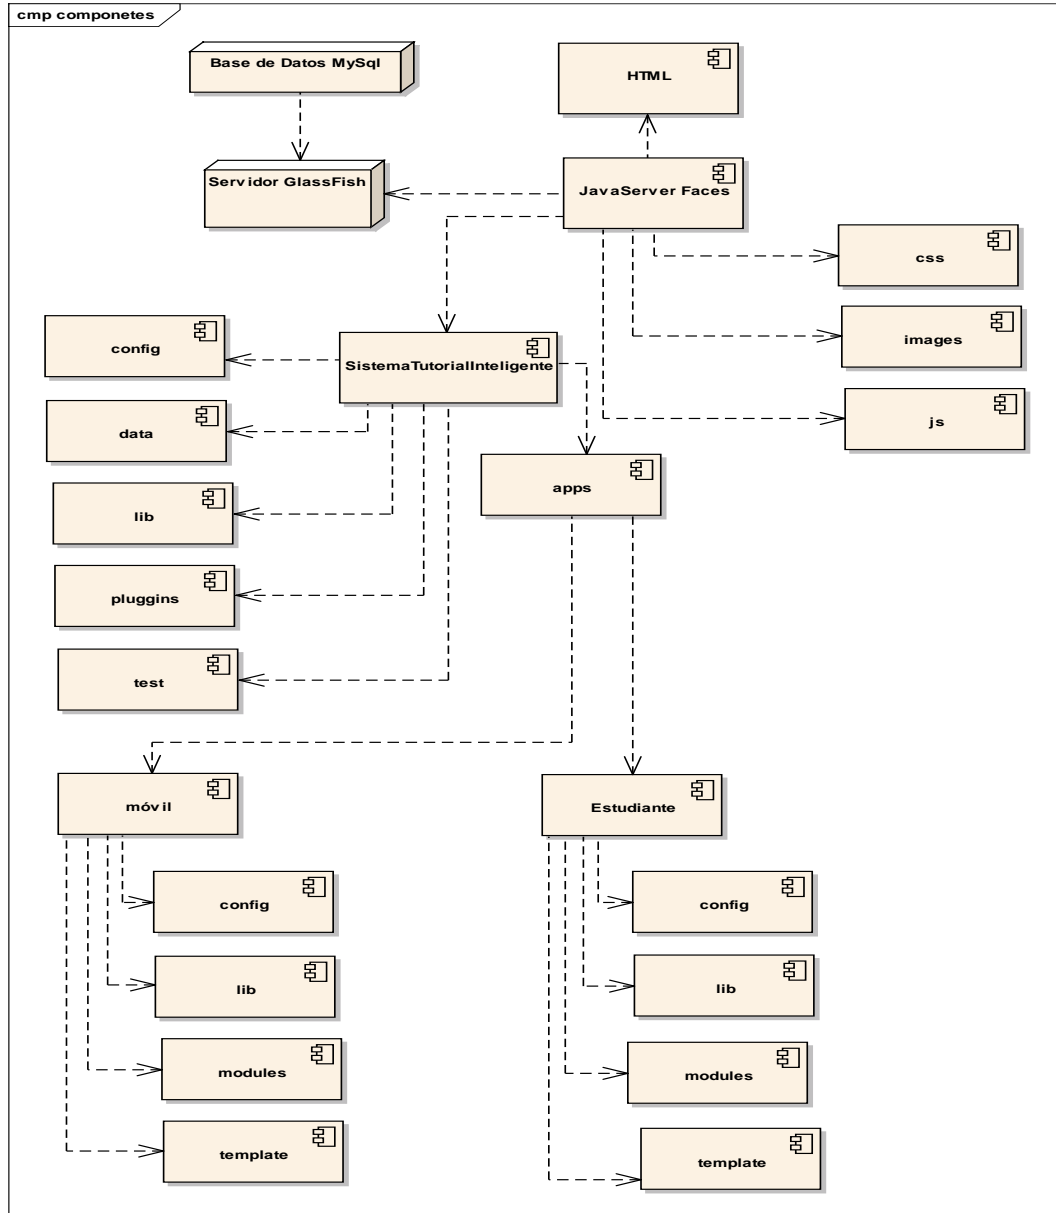 cmp componetes
Base de Datos MySql
HTML
Servidor GlassFish
JavaServer Faces
css
config
SistemaTutorialInteligente
images
data
js
apps
lib
pluggins
test
móvil
Estudiante
config
config
lib
lib
modules
modules
template
template